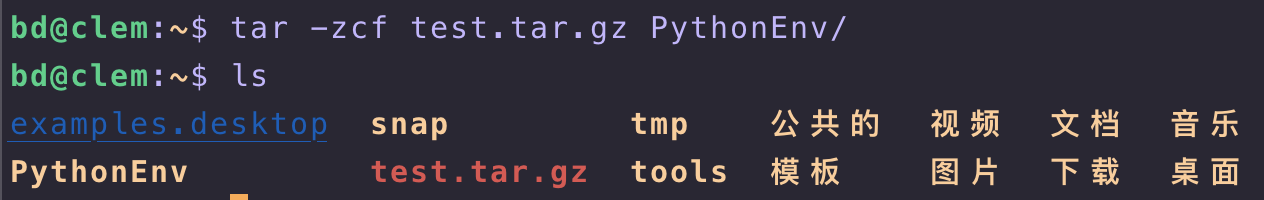 bd@clem:~$ tar -zcf test.tar.gz PythonEnv/
bd@clem:~$ ls
examples.desktop snap tmp 公共的 视频 文档 音乐
PythonEnv test.tar.gz tools 模板 图片 下载 桌面